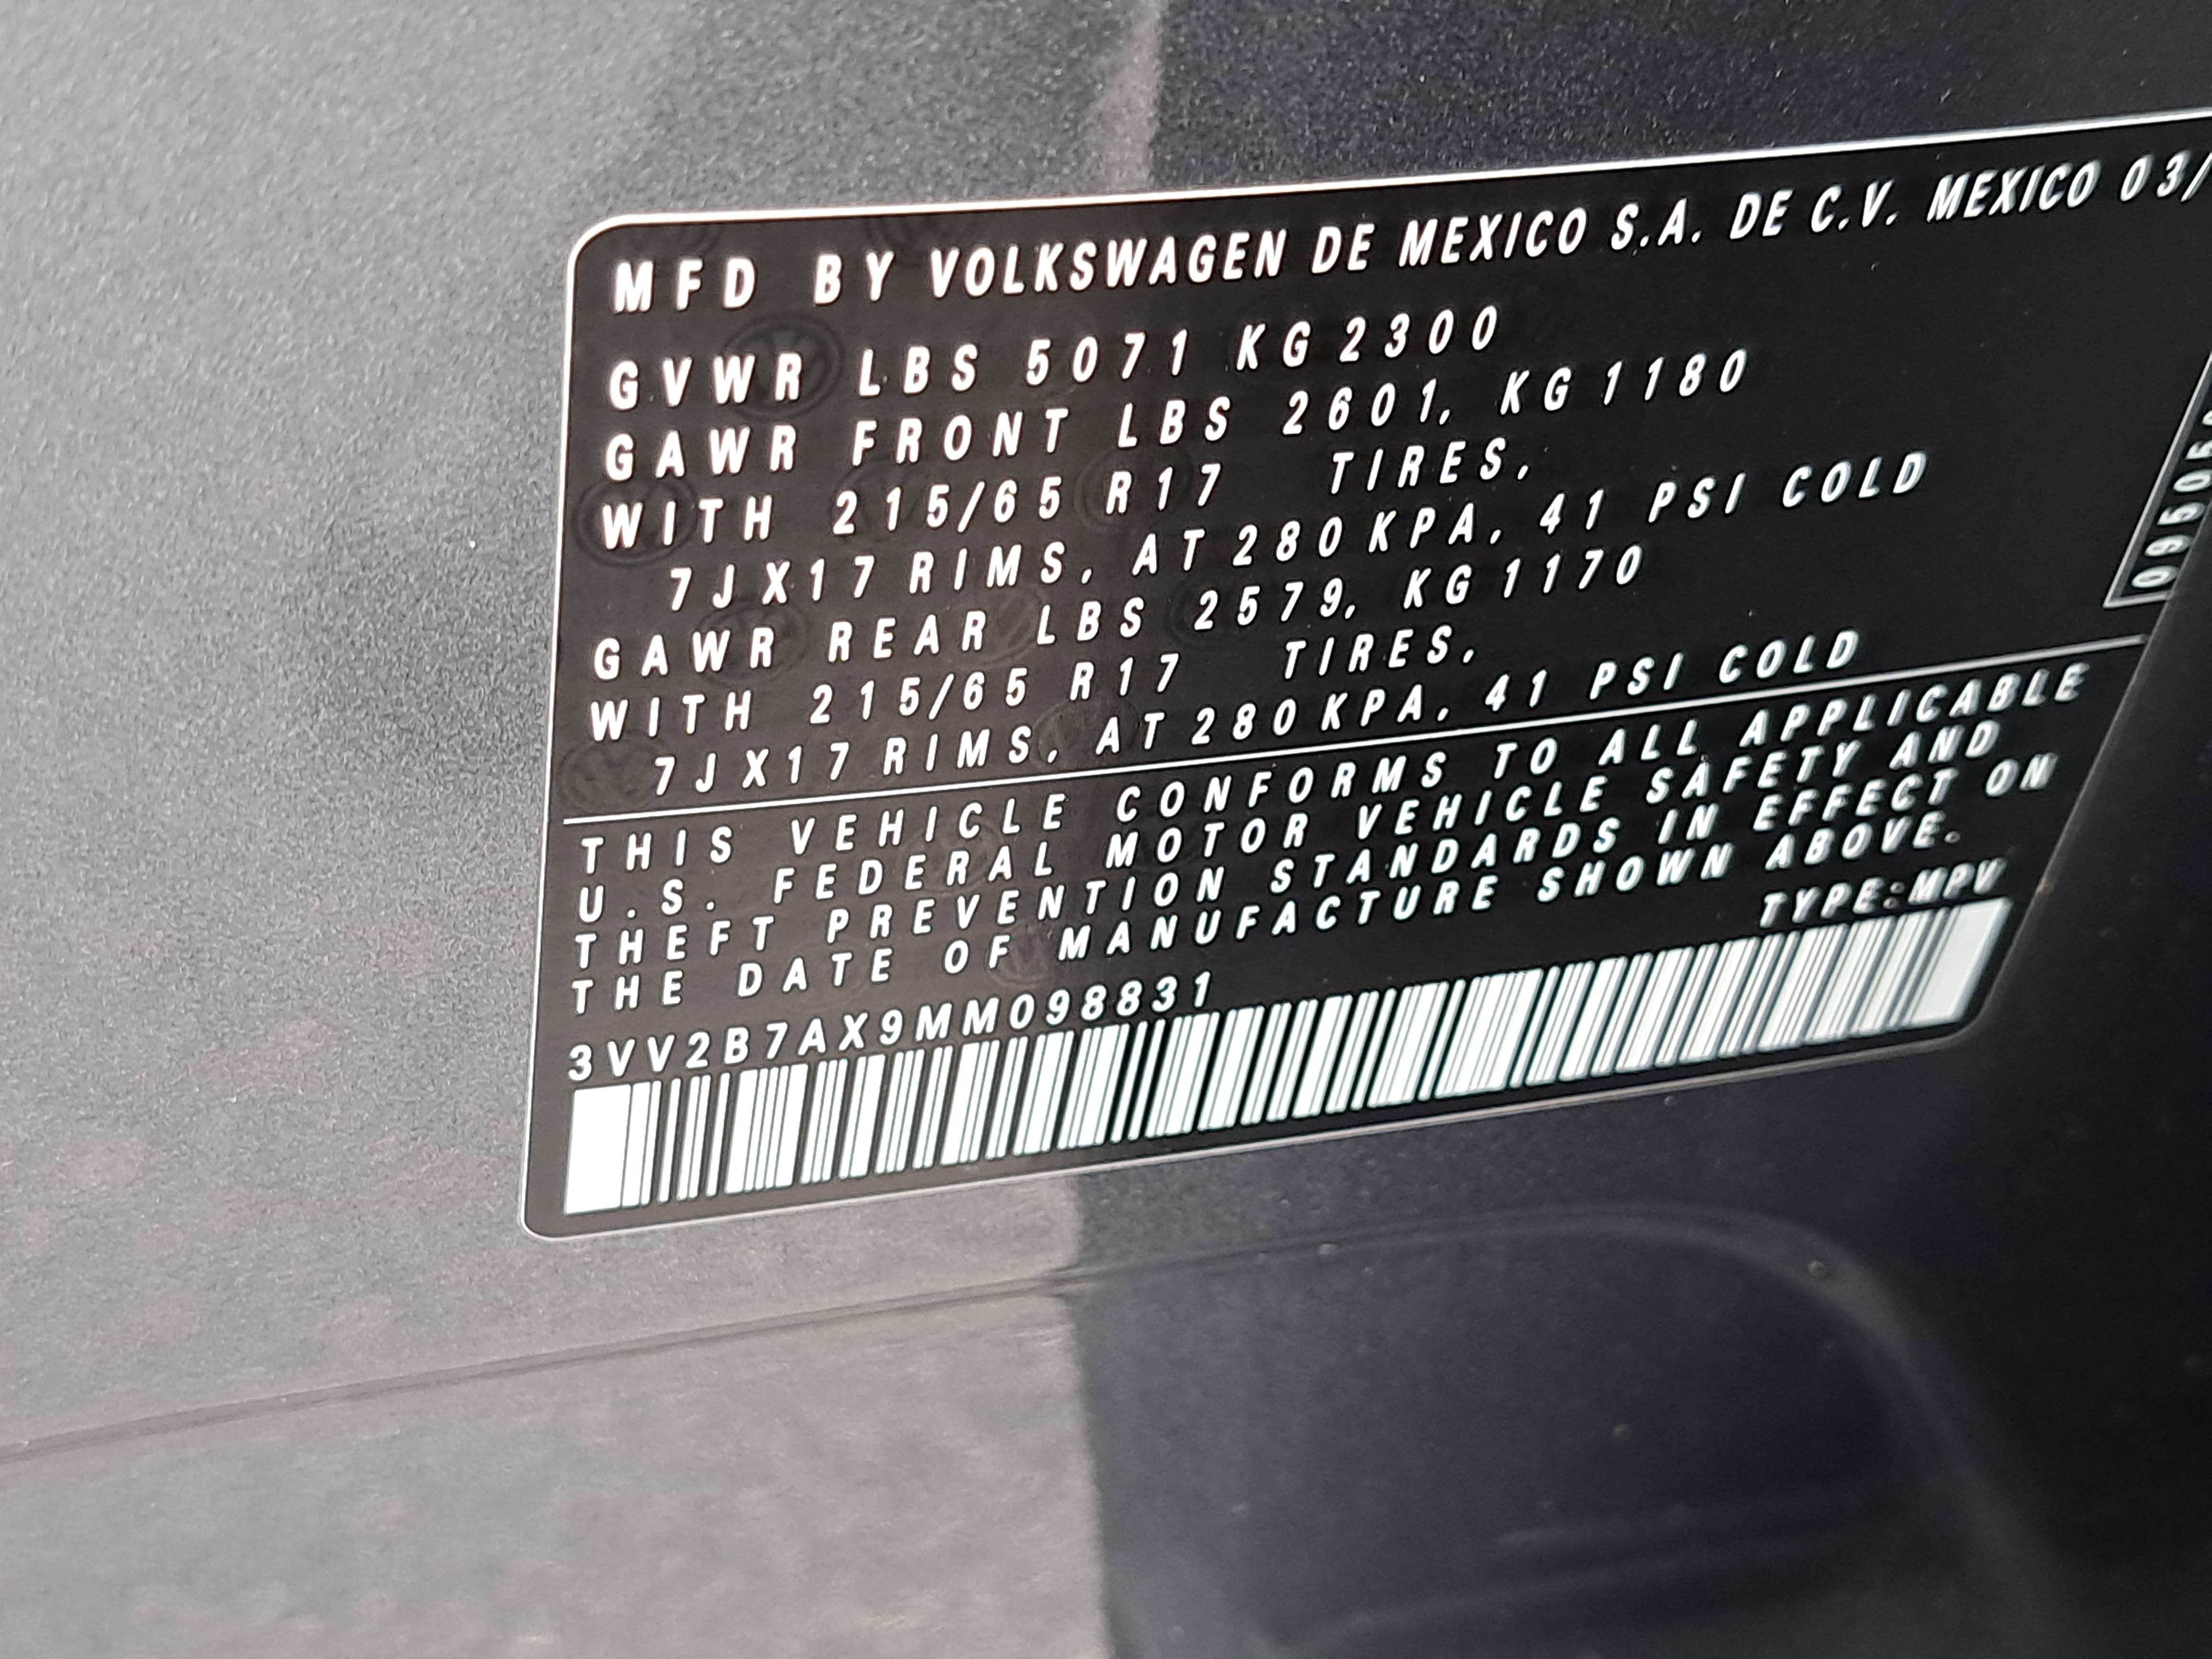 MFD BY VOLKSWAGEN DE MEXICO S.A. DE C.V. MEXICO 03/
GVWR LBS 5071 KG 2300
GAWR FRONT LBS 2601, KG 1180
WITH 215/65 R17 TIRES,
7JX17 RIMS, AT 280 KPA, 41 PSI COLD
GAWR REAR LBS 2579, KG 1170
WITH 215/65 R17 TIRES,
7JX17 RIMS, AT 280 KPA, 41 PSI COLD
THIS VEHICLE CONFORMS TO ALL APPLICABLE
U.S. FEDERAL MOTOR VEHICLE SAFETY AND
THEFT PREVENTION STANDARDS IN EFFECT ON
THE DATE OF MANUFACTURE SHOWN ABOVE.
TYPE:MPV
3VV2B7AX9MM098831